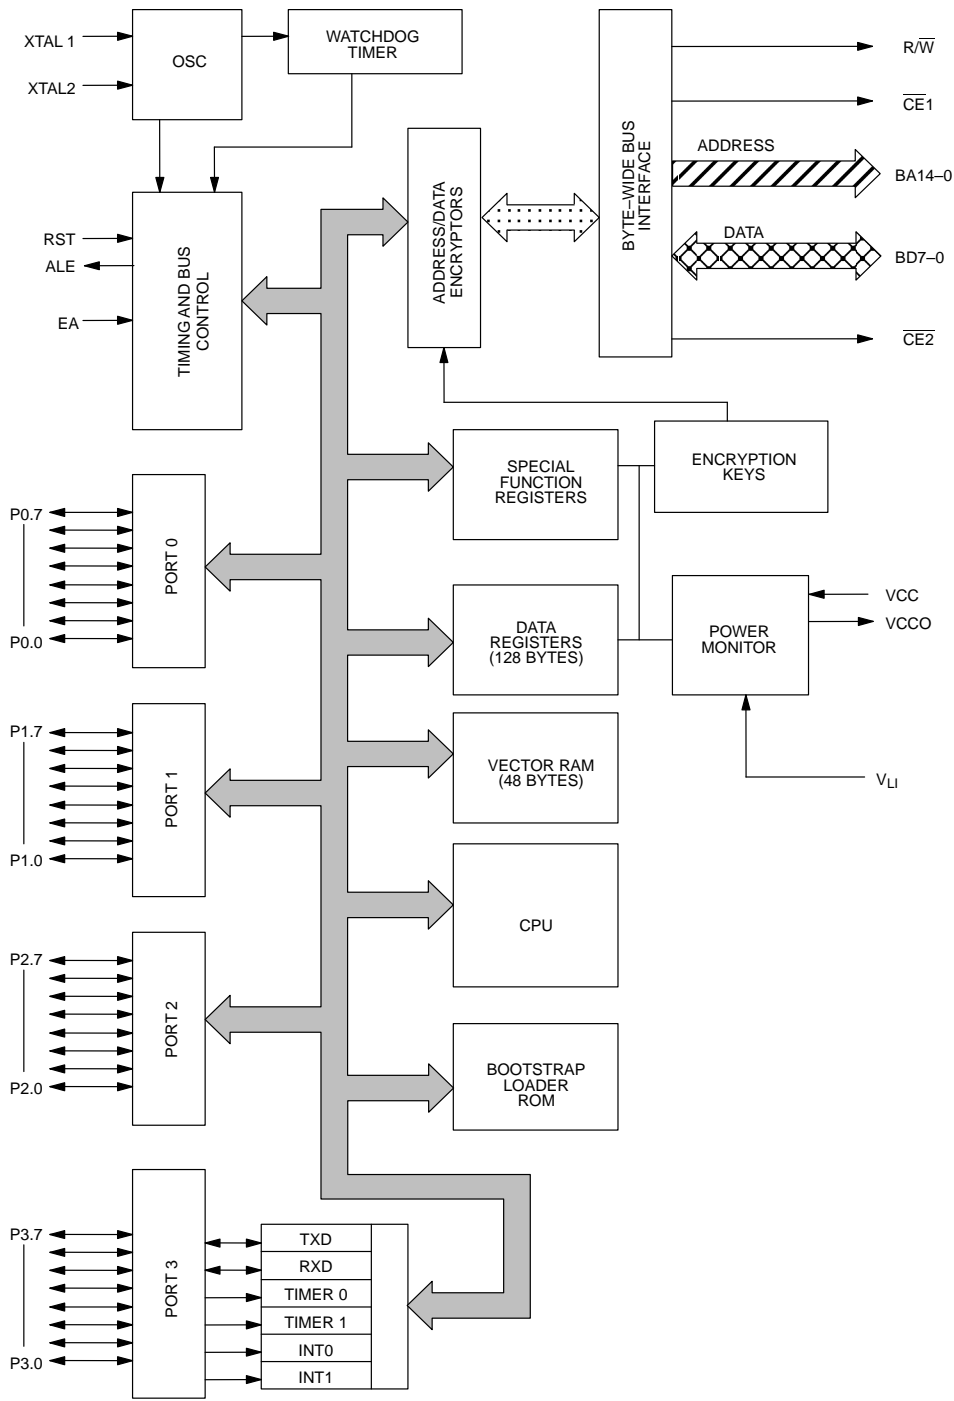 XTAL 1
XTAL2
OSC
WATCHDOG
TIMER
RST
ALE
EA
TIMING AND BUS
CONTROL
ADDRESS/DATA
ENCRYPTORS
BYTE–WIDE BUS
INTERFACE
R/W̅
C̅E̅1
ADDRESS
BA14–0
DATA
BD7–0
C̅E̅2
ENCRYPTION
KEYS
SPECIAL
FUNCTION
REGISTERS
P0.7
P0.0
PORT 0
DATA
REGISTERS
(128 BYTES)
POWER
MONITOR
VCC
VCCO
VLI
P1.7
P1.0
PORT 1
VECTOR RAM
(48 BYTES)
CPU
P2.7
P2.0
PORT 2
BOOTSTRAP
LOADER
ROM
P3.7
P3.0
PORT 3
TXD
RXD
TIMER 0
TIMER 1
INT0
INT1